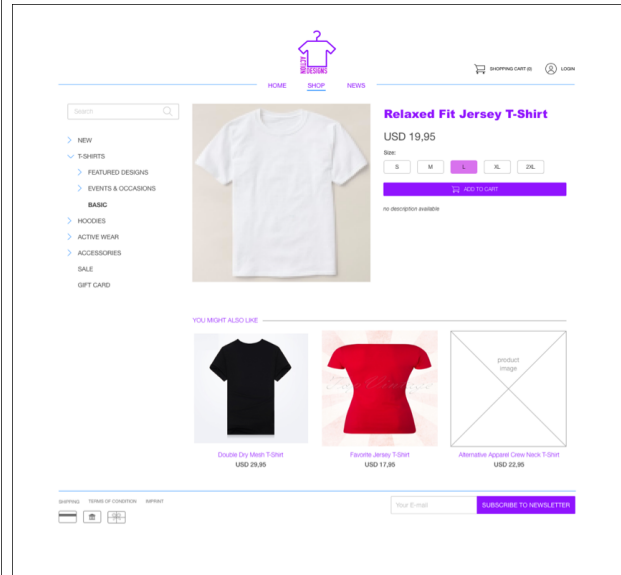 ACTION
DESIGNS
SHOPPING CART (0)
LOGIN
HOME
SHOP
NEWS
Search
NEW
T-SHIRTS
FEATURED DESIGNS
EVENTS & OCCASIONS
BASIC
HOODIES
ACTIVE WEAR
ACCESSORIES
SALE
GIFT CARD
Relaxed Fit Jersey T-Shirt
USD 19,95
Size:
S
M
L
XL
2XL
ADD TO CART
no description available
YOU MIGHT ALSO LIKE
product
image
Double Dry Mesh T-Shirt
USD 29,95
Favorite Jersey T-Shirt
USD 17,95
Alternative Apparel Crew Neck T-Shirt
USD 22,95
SHIPPING
TERMS OF CONDITION
IMPRINT
Your E-mail
SUBSCRIBE TO NEWSLETTER